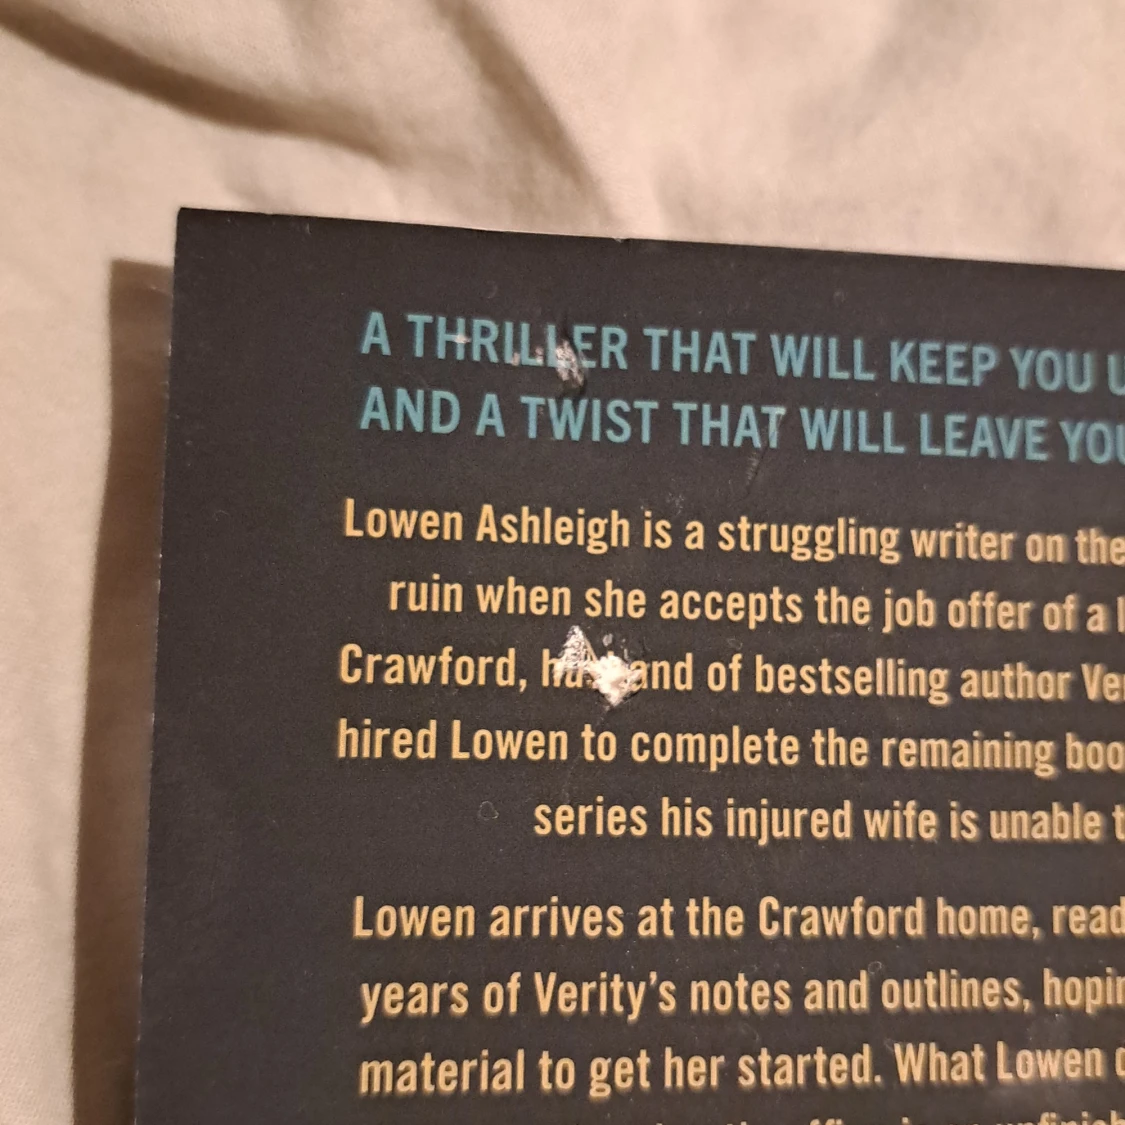 A THRILLER THAT WILL KEEP YOU
AND A TWIST THAT WILL LEAVE YOU
Lowen Ashleigh is a struggling writer on the
ruin when she accepts the job offer of a
Crawford, husband of bestselling author
hired Lowen to complete the remaining
series his injured wife is unable
Lowen arrives at the Crawford home,
years of Verity's notes and outlines,
material to get her started. What Lowen